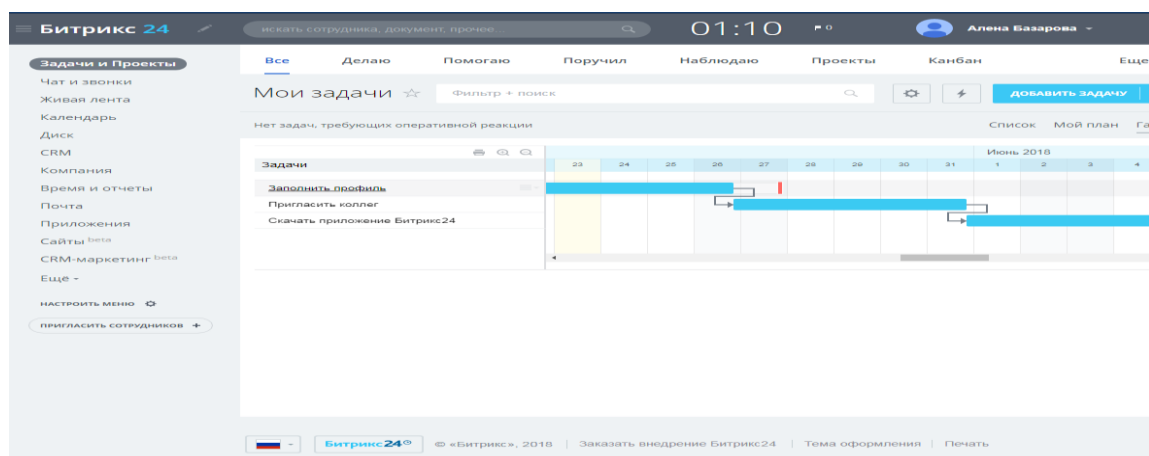 Битрикс 24
искать сотрудника, документ, прочее...
01:10
0
Алена Базарова
Задачи и Проекты
Чат и звонки
Живая лента
Календарь
Диск
CRM
Компания
Время и отчеты
Почта
Приложения
Сайты beta
CRM-маркетинг beta
Ещё -
НАСТРОИТЬ МЕНЮ
ПРИГЛАСИТЬ СОТРУДНИКОВ +
Все Делаю Помогаю Поручил Наблюдаю Проекты Канбан Еще
Мои задачи
Фильтр + поиск
ДОБАВИТЬ ЗАДАЧУ
Нет задач, требующих оперативной реакции
Список Мой план Га
Июнь 2018
Задачи
23 24 25 26 27 28 29 30 31 1 2 3 4
Заполнить профиль
Пригласить коллег
Скачать приложение Битрикс24
Битрикс24
© «Битрикс», 2018 | Заказать внедрение Битрикс24 | Тема оформления | Печать